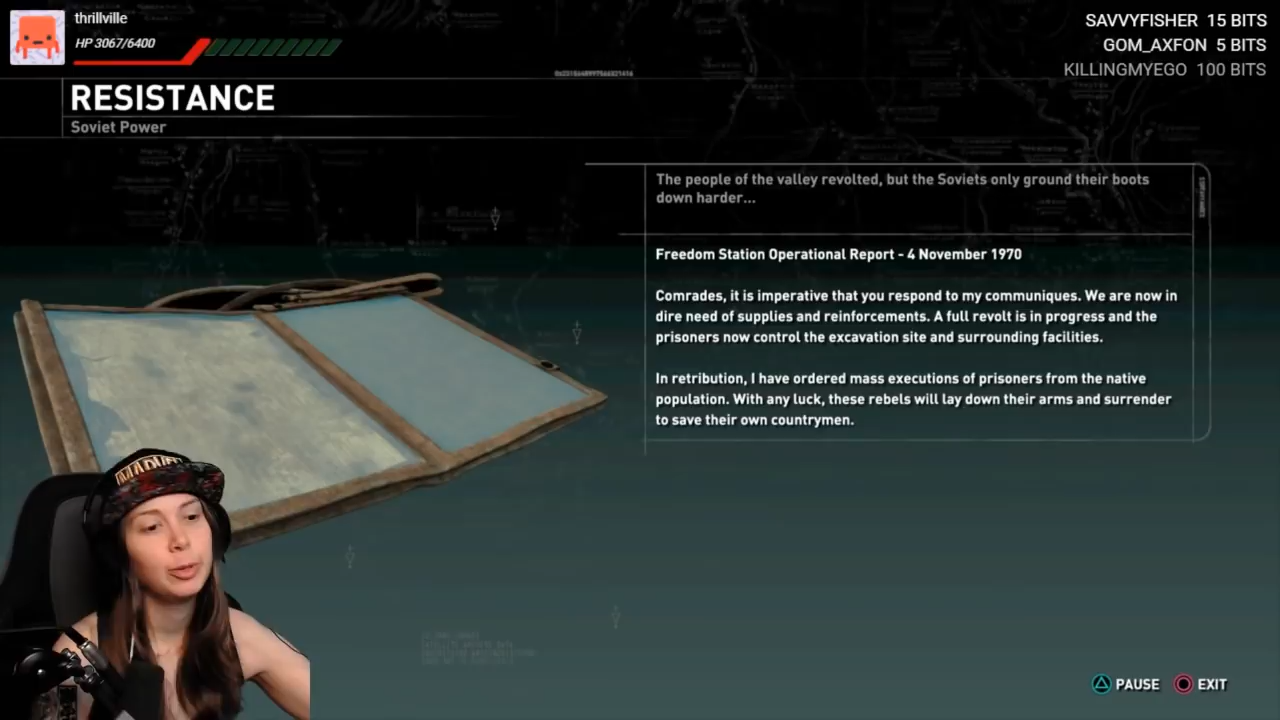 thrillville
HP 3067/6400
SAVVYFISHER 15 BITS
GOM_AXFON 5 BITS
KILLINGMYEGO 100 BITS
RESISTANCE
Soviet Power
The people of the valley revolted, but the Soviets only ground their boots
down harder...
Freedom Station Operational Report - 4 November 1970
Comrades, it is imperative that you respond to my communiques. We are now in
dire need of supplies and reinforcements. A full revolt is in progress and the
prisoners now control the excavation site and surrounding facilities.
In retribution, I have ordered mass executions of prisoners from the native
population. With any luck, these rebels will lay down their arms and surrender
to save their own countrymen.
PAUSE
EXIT